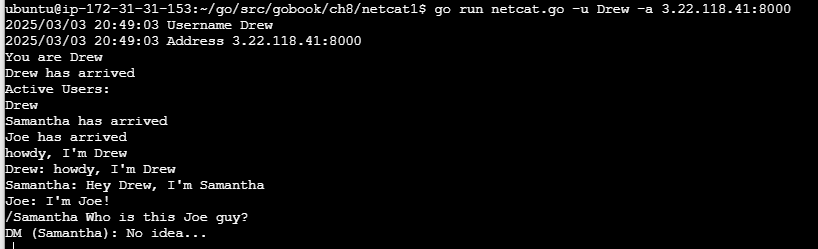 ubuntu@ip-172-31-31-153:~/go/src/gobook/ch8/netcat1$ go run netcat.go -u Drew -a 3.22.118.41:8000
2025/03/03 20:49:03 Username Drew
2025/03/03 20:49:03 Address 3.22.118.41:8000
You are Drew
Drew has arrived
Active Users:
Drew
Samantha has arrived
Joe has arrived
howdy, I'm Drew
Drew: howdy, I'm Drew
Samantha: Hey Drew, I'm Samantha
Joe: I'm Joe!
/Samantha Who is this Joe guy?
DM (Samantha): No idea...